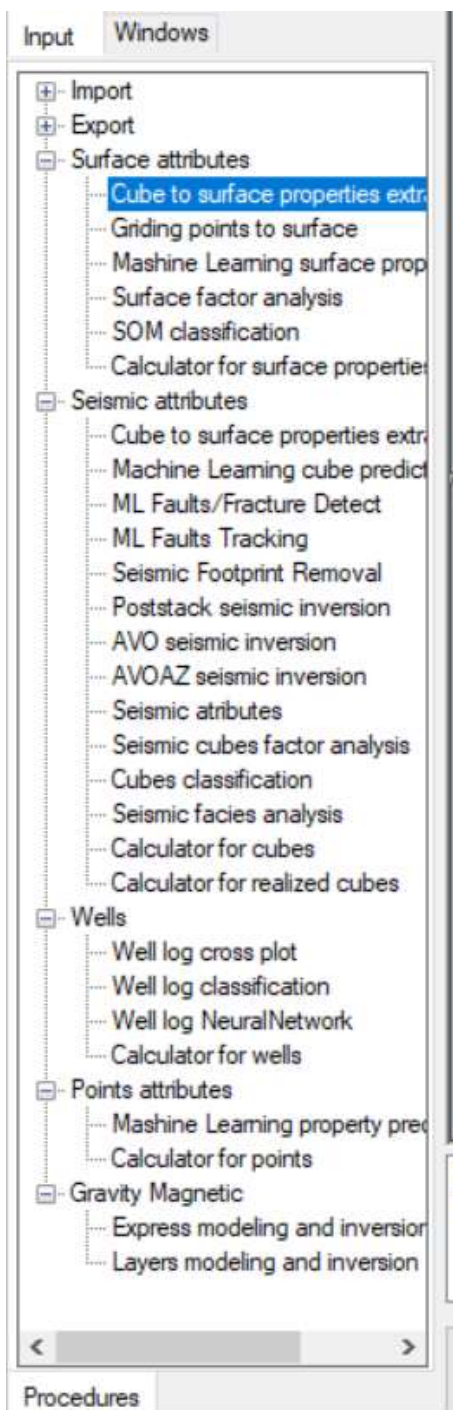 Input Windows
Import
Export
Surface attributes
Cube to surface properties extra
Griding points to surface
Mashine Learning surface prop
Surface factor analysis
SOM classification
Calculator for surface properties
Seismic attributes
Cube to surface properties extra
Machine Learning cube predict
ML Faults/Fracture Detect
ML Faults Tracking
Seismic Footprint Removal
Poststack seismic inversion
AVO seismic inversion
AVOAZ seismic inversion
Seismic atributes
Seismic cubes factor analysis
Cubes classification
Seismic facies analysis
Calculator for cubes
Calculator for realized cubes
Wells
Well log cross plot
Well log classification
Well log NeuralNetwork
Calculator for wells
Points attributes
Mashine Learning property pred
Calculator for points
Gravity Magnetic
Express modeling and inversion
Layers modeling and inversion
Procedures